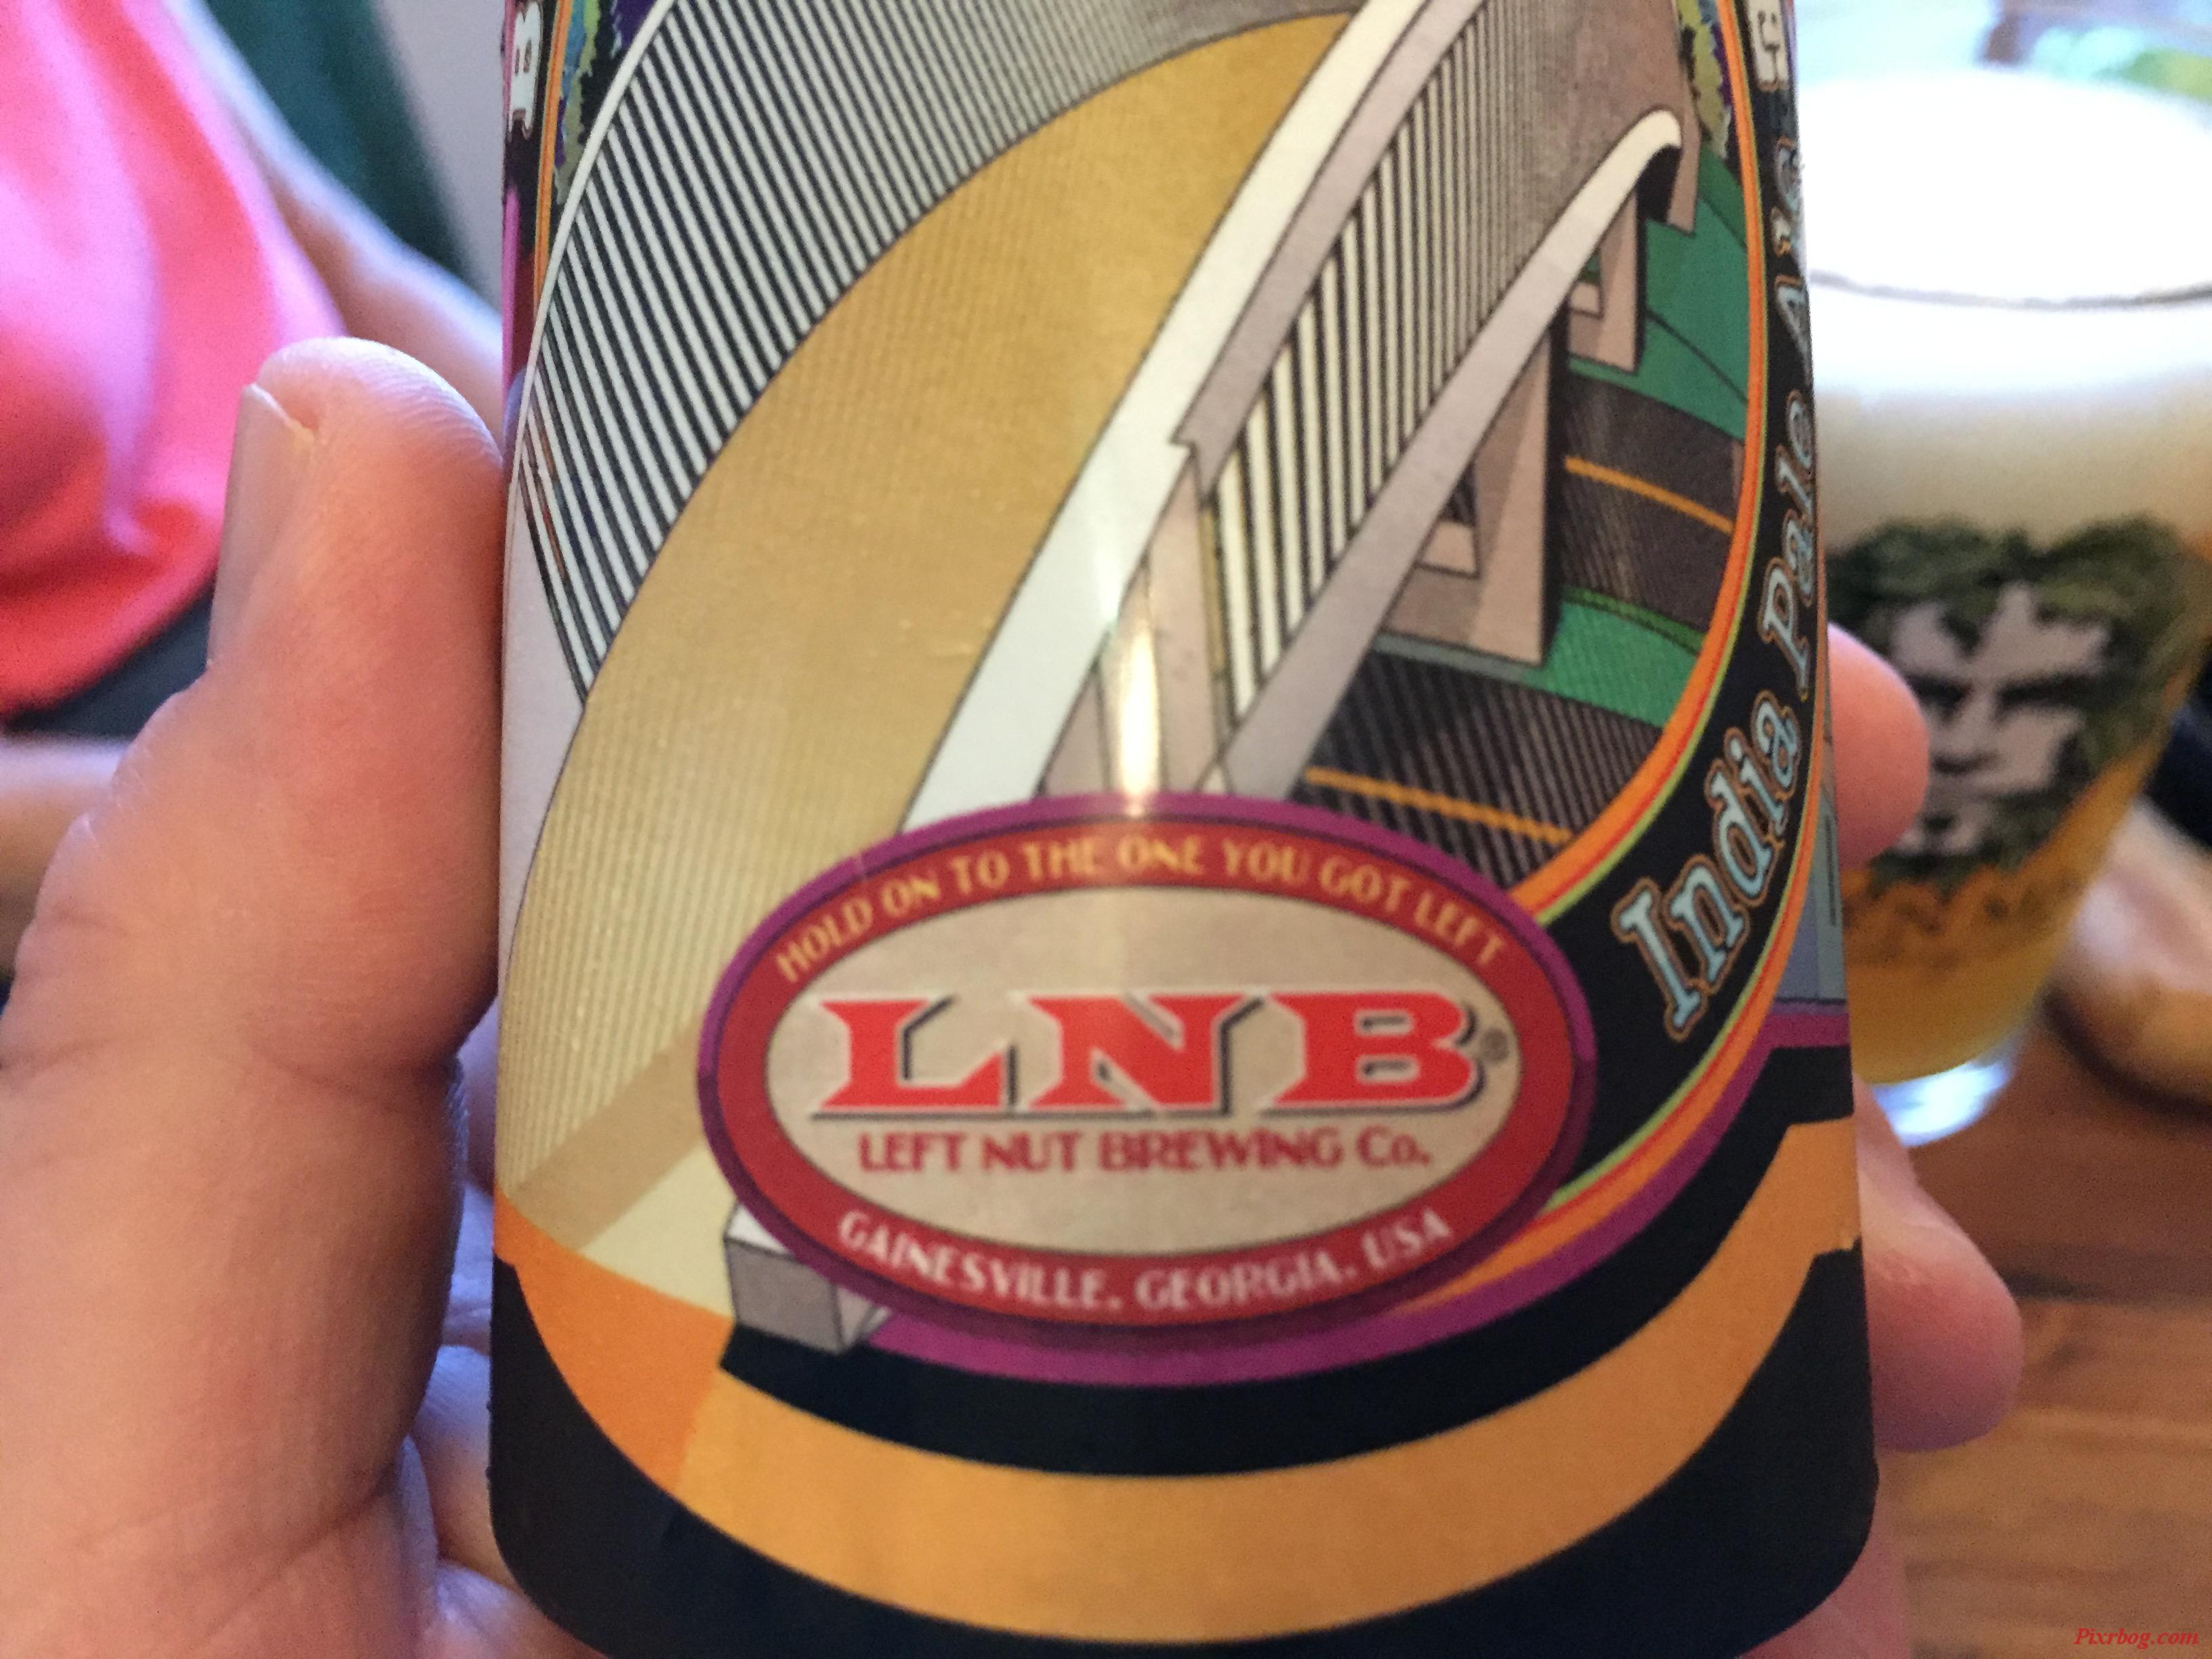 India Pale Ale
HOLD ON TO THE ONE YOU GOT LEFT
LNB®
LEFT NUT BREWING Co.
GAINESVILLE, GEORGIA, USA
Pixrbog.com